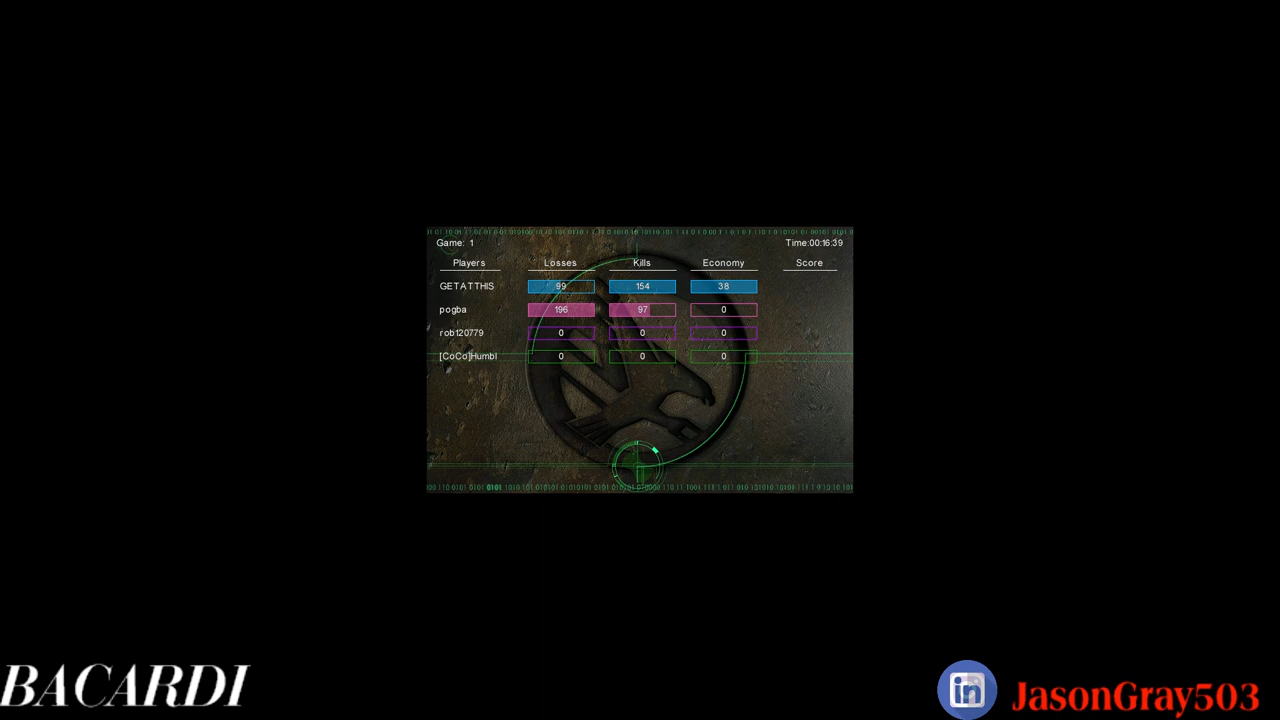 Game: 1 Time:00:16:39
Players Losses Kills Economy Score
GETATTHIS 99 154 38
pogba 196 97 0
rob120779 0 0 0
[CoCo]Humbl 0 0 0
BACARDI
in JasonGray503